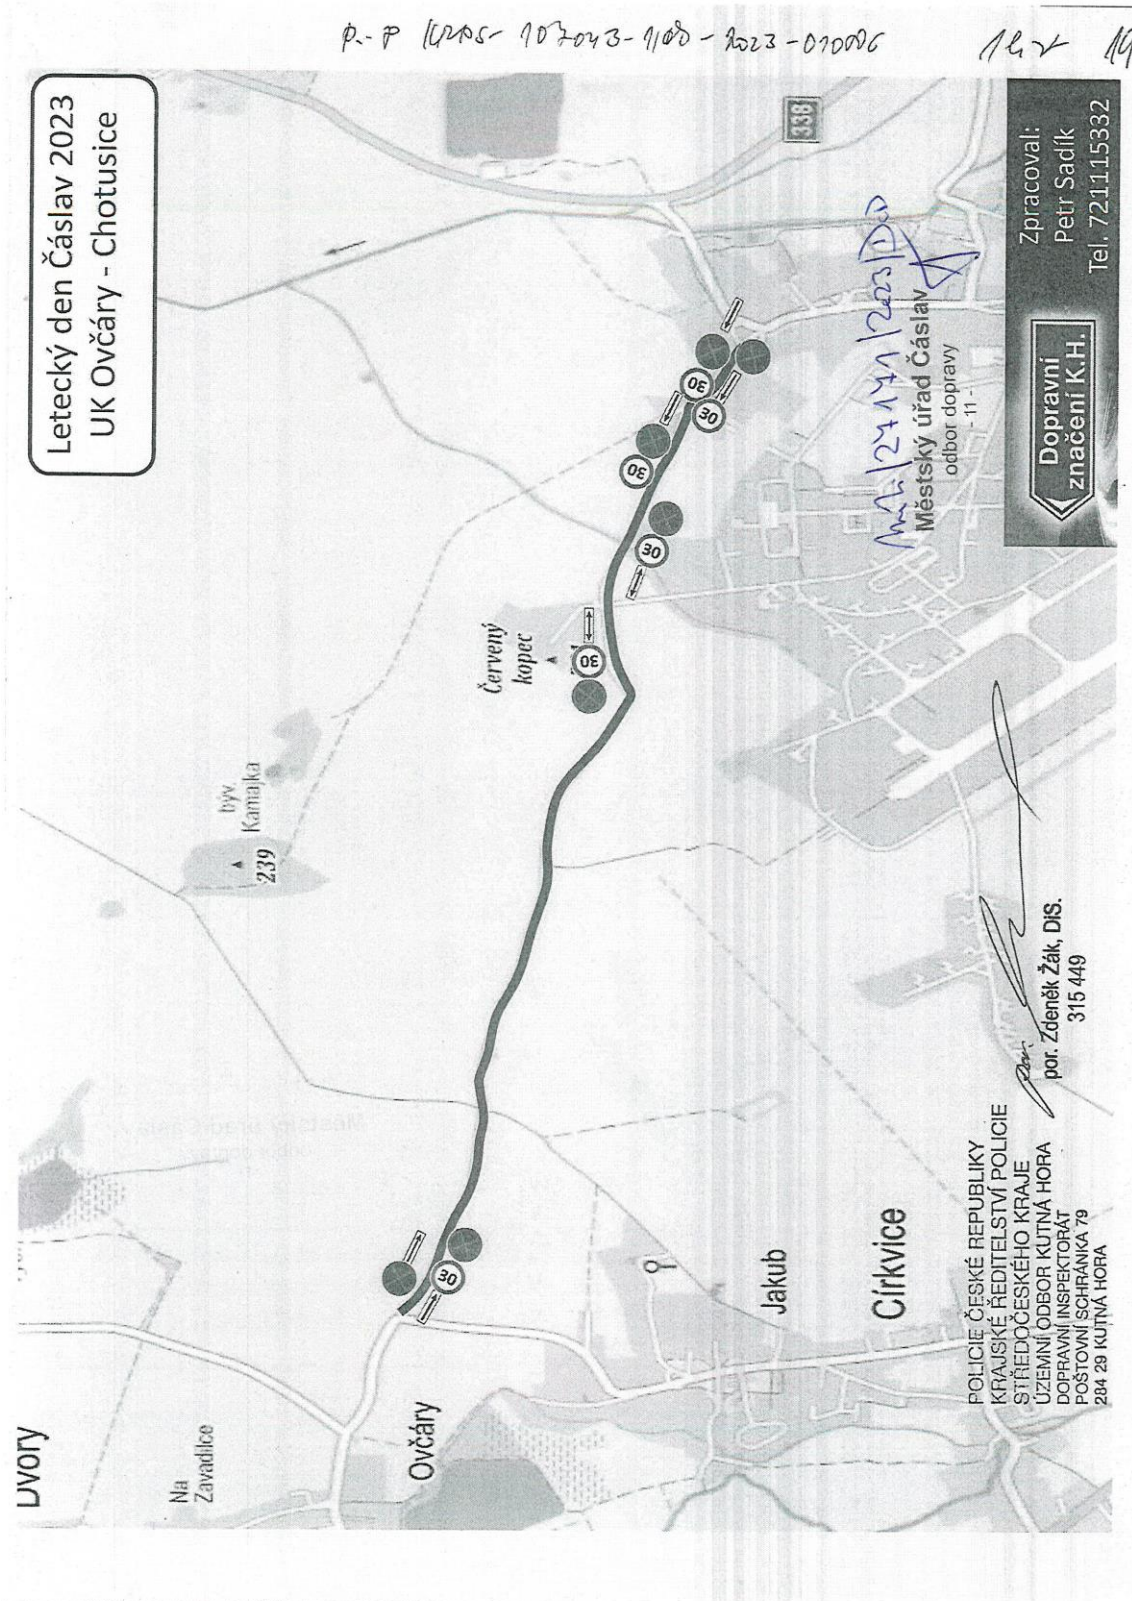 2023
Letecký den Čáslav 2023
UK Ovčáry - Chotusice
338
Dvory
Na
Zavadilce
Ovčáry
býv.
Kamajka
239
Červený
kopec
30
30
30
30
30
30
Jakub
Církvice
Městský úřad Čáslav
odbor dopravy
- 11 -
Dopravní
značení K.H.
Zpracoval:
Petr Sadík
Tel. 721115332
POLICIE ČESKÉ REPUBLIKY
KRAJSKÉ ŘEDITELSTVÍ POLICIE
STŘEDOČESKÉHO KRAJE
ÚZEMNÍ ODBOR KUTNÁ HORA
DOPRAVNÍ INSPEKTORÁT
POŠTOVNÍ SCHRÁNKA 79
284 29 KUTNÁ HORA
por. Zdeněk Žák, DiS.
315 449